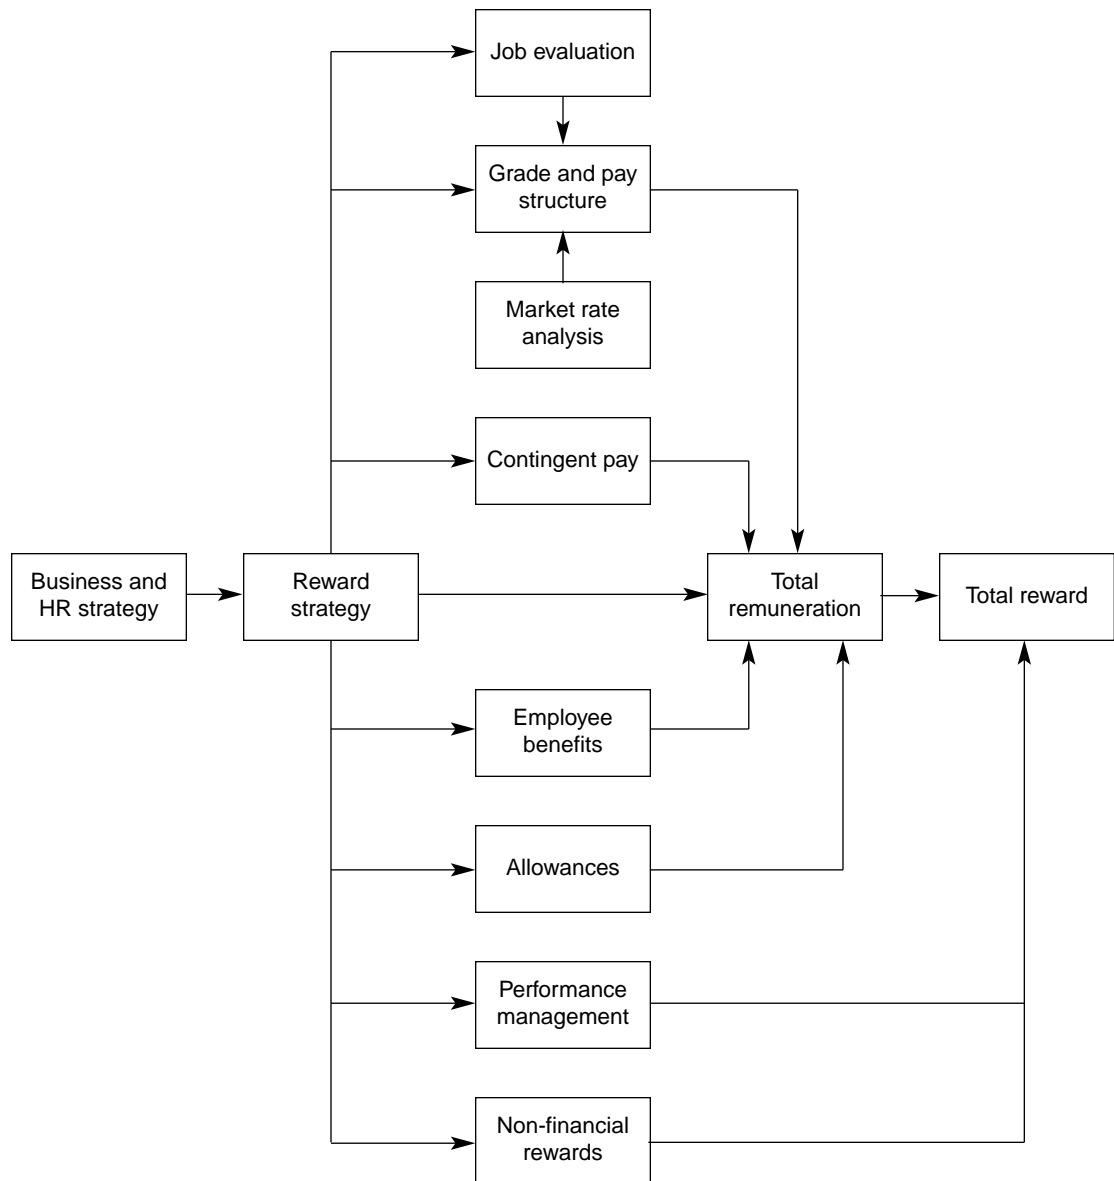 Job evaluation
Grade and pay
structure
Market rate
analysis
Contingent pay
Business and
HR strategy
Reward
strategy
Total
remuneration
Total reward
Employee
benefits
Allowances
Performance
management
Non-financial
rewards